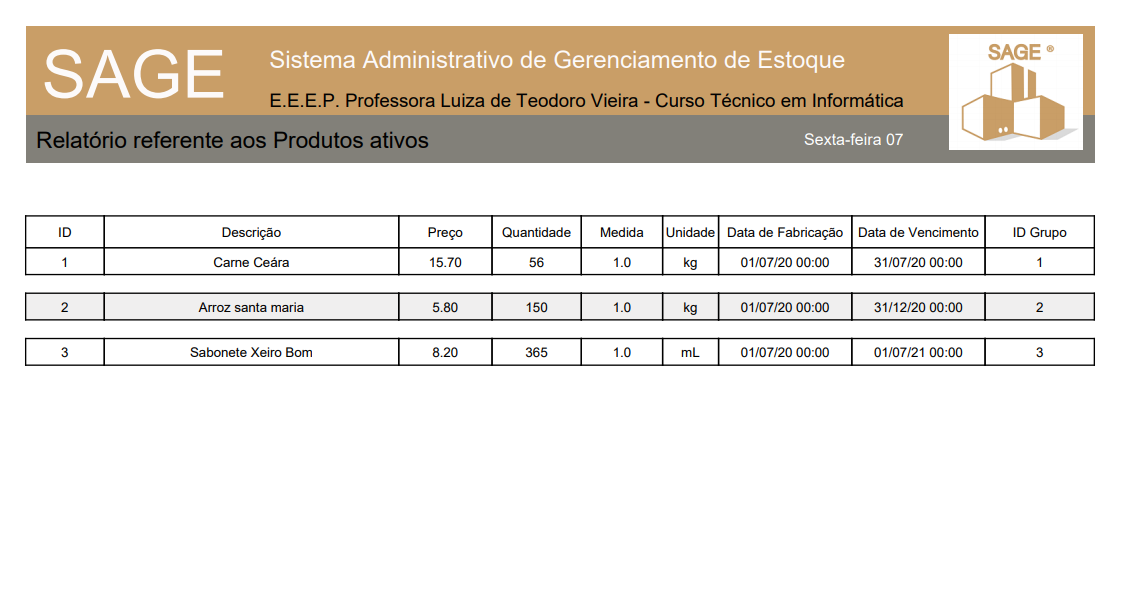 SAGE
Sistema Administrativo de Gerenciamento de Estoque
E.E.E.P. Professora Luiza de Teodoro Vieira - Curso Técnico em Informática
SAGE ®
Relatório referente aos Produtos ativos
Sexta-feira 07
ID Descrição Preço Quantidade Medida Unidade Data de Fabricação Data de Vencimento ID Grupo
1 Carne Ceára 15.70 56 1.0 kg 01/07/20 00:00 31/07/20 00:00 1
2 Arroz santa maria 5.80 150 1.0 kg 01/07/20 00:00 31/12/20 00:00 2
3 Sabonete Xeiro Bom 8.20 365 1.0 mL 01/07/20 00:00 01/07/21 00:00 3